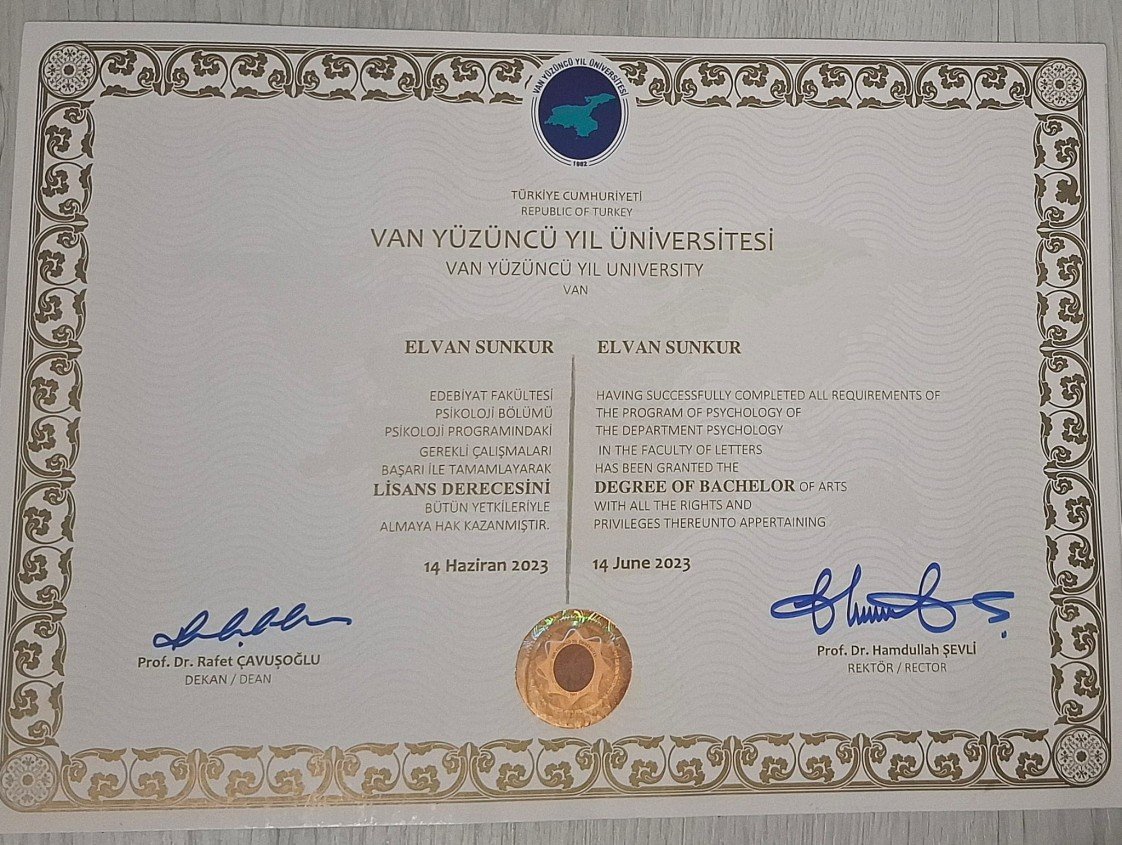 VAN YÜZÜNCÜ YIL ÜNİVERSİTESİ
1982
TÜRKİYE CUMHURİYETİ
REPUBLIC OF TURKEY
VAN YÜZÜNCÜ YIL ÜNİVERSİTESİ
VAN YÜZÜNCÜ YIL UNIVERSITY
VAN
ELVAN SUNKUR
EDEBİYAT FAKÜLTESİ
PSİKOLOJİ BÖLÜMÜ
PSİKOLOJİ PROGRAMINDAKİ
GEREKLİ ÇALIŞMALARI
BAŞARI İLE TAMAMLAYARAK
LİSANS DERECESİNİ
BÜTÜN YETKİLERİYLE
ALMAYA HAK KAZANMIŞTIR.
14 Haziran 2023
ELVAN SUNKUR
HAVING SUCCESSFULLY COMPLETED ALL REQUIREMENTS OF
THE PROGRAM OF PSYCHOLOGY OF
THE DEPARTMENT PSYCHOLOGY
IN THE FACULTY OF LETTERS
HAS BEEN GRANTED THE
DEGREE OF BACHELOR OF ARTS
WITH ALL THE RIGHTS AND
PRIVILEGES THEREUNTO APPERTAINING
14 June 2023
Prof. Dr. Rafet ÇAVUŞOĞLU
DEKAN / DEAN
Prof. Dr. Hamdullah ŞEVLİ
REKTÖR / RECTOR